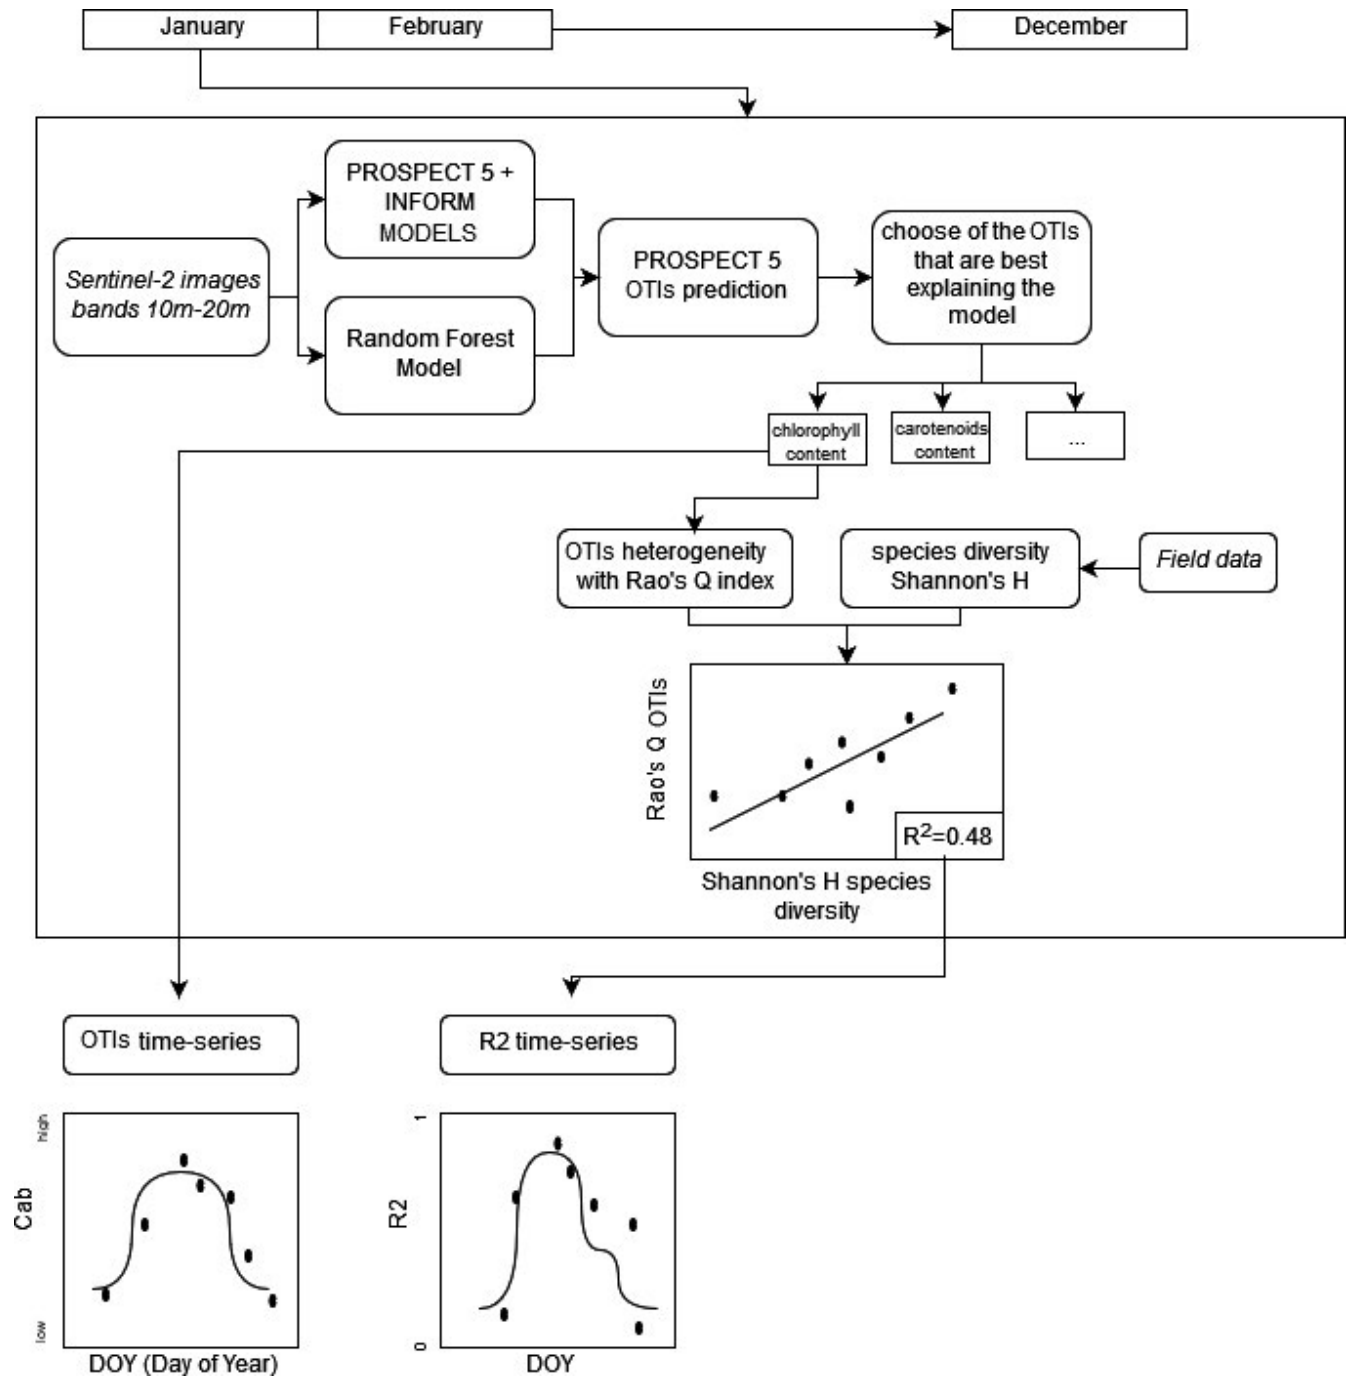 January
February
December
PROSPECT 5 +
INFORM
MODELS
Sentinel-2 images
bands 10m-20m
Random Forest
Model
PROSPECT 5
OTIs prediction
choose of the OTIs
that are best
explaining the
model
chlorophyll
content
carotenoids
content
...
OTIs heterogeneity
with Rao's Q index
species diversity
Shannon's H
Field data
Rao's Q OTIs
R2=0.48
Shannon's H species
diversity
OTIs time-series
R2 time-series
high
Cab
low
DOY (Day of Year)
1
R2
0
DOY